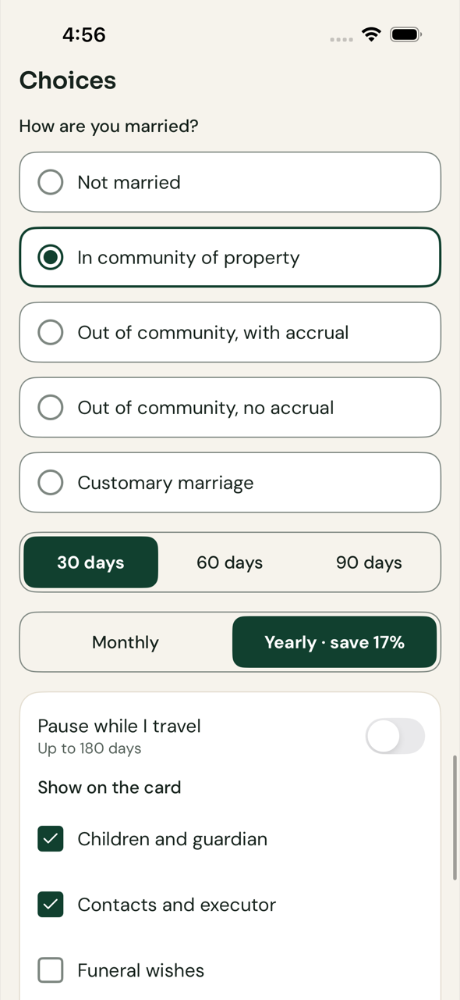 4:56
Choices
How are you married?
Not married
In community of property
Out of community, with accrual
Out of community, no accrual
Customary marriage
30 days 60 days 90 days
Monthly Yearly · save 17%
Pause while I travel
Up to 180 days
Show on the card
Children and guardian
Contacts and executor
Funeral wishes